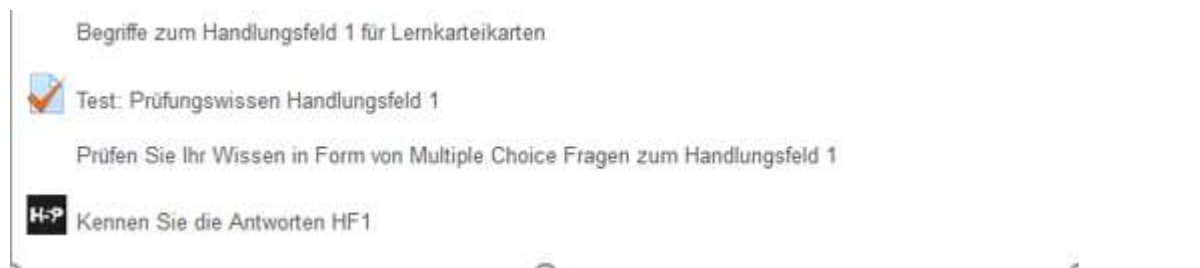 Begriffe zum Handlungsfeld 1 für Lernkarteikarten
Test: Prüfungswissen Handlungsfeld 1
Prüfen Sie Ihr Wissen in Form von Multiple Choice Fragen zum Handlungsfeld 1
H-P Kennen Sie die Antworten HF1